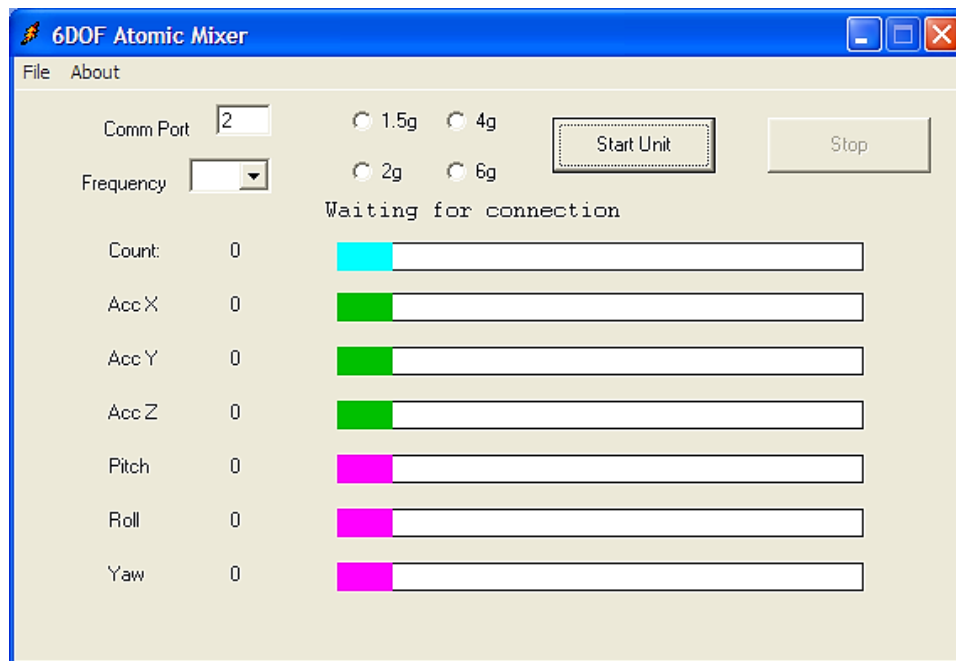 6DOF Atomic Mixer
File About
Comm Port 2 1.5g 4g Start Unit Stop
Frequency 2g 6g
Waiting for connection
Count: 0
Acc X 0
Acc Y 0
Acc Z 0
Pitch 0
Roll 0
Yaw 0